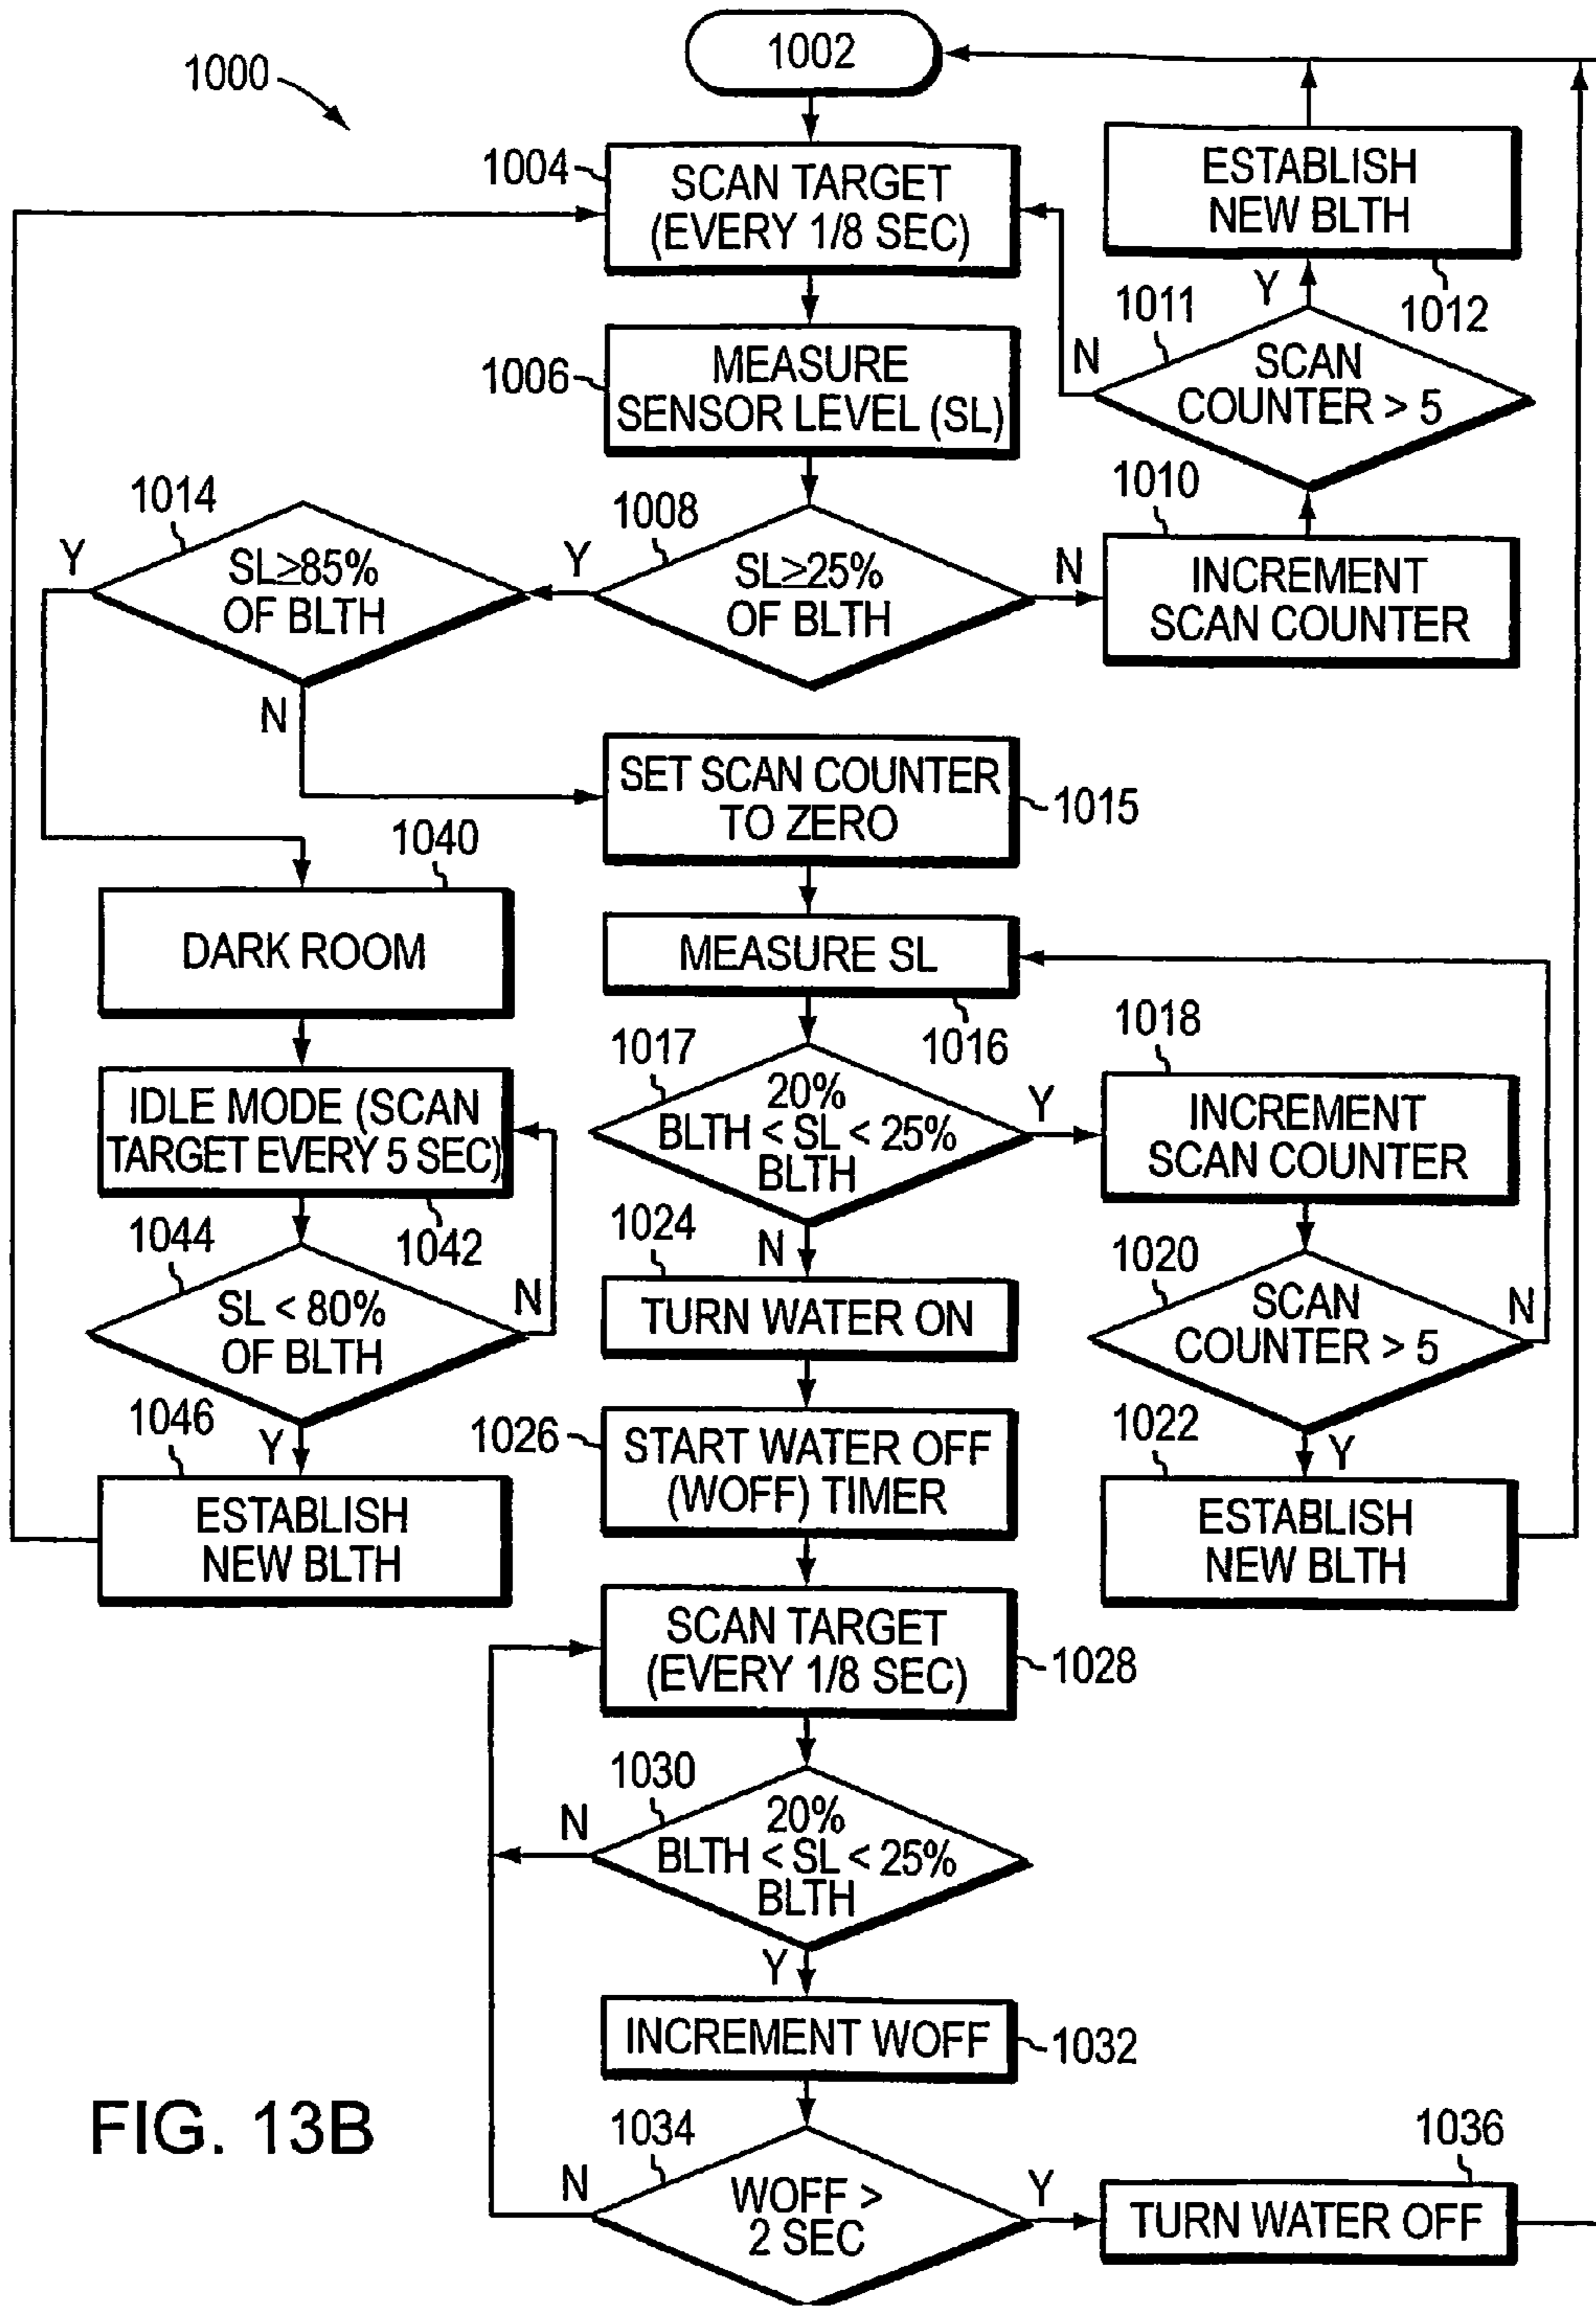 1000
1002
1004
SCAN TARGET
(EVERY 1/8 SEC)
ESTABLISH
NEW BLTH
1012
Y
1011
N
SCAN
COUNTER > 5
1006
MEASURE
SENSOR LEVEL (SL)
1010
INCREMENT
SCAN COUNTER
1014
Y
SL≥85%
OF BLTH
N
1008
Y
SL≥25%
OF BLTH
N
SET SCAN COUNTER
TO ZERO
1015
1040
DARK ROOM
MEASURE SL
1016
1017
20%
BLTH < SL < 25%
BLTH
Y
N
1018
INCREMENT
SCAN COUNTER
IDLE MODE (SCAN
TARGET EVERY 5 SEC)
1042
1044
SL < 80%
OF BLTH
N
Y
1024
TURN WATER ON
1020
SCAN
COUNTER > 5
N
Y
1046
ESTABLISH
NEW BLTH
1026
START WATER OFF
(WOFF) TIMER
1022
ESTABLISH
NEW BLTH
SCAN TARGET
(EVERY 1/8 SEC)
1028
1030
N
20%
BLTH < SL < 25%
BLTH
Y
INCREMENT WOFF
1032
1034
N
WOFF >
2 SEC
Y
1036
TURN WATER OFF
FIG. 13B